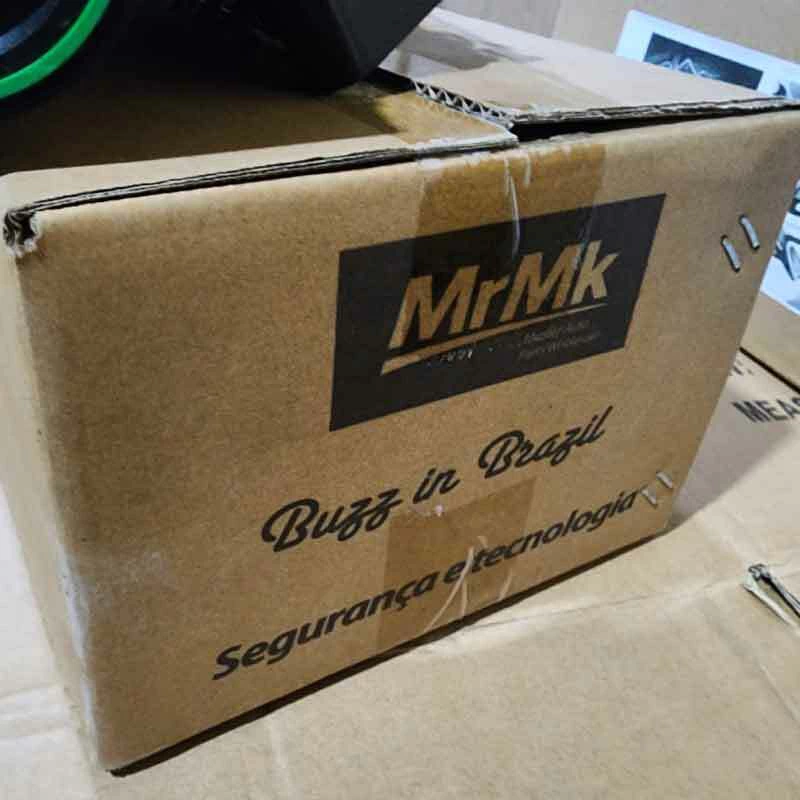 MrMk
Buzz in Brazil
Segurança e tecnologia